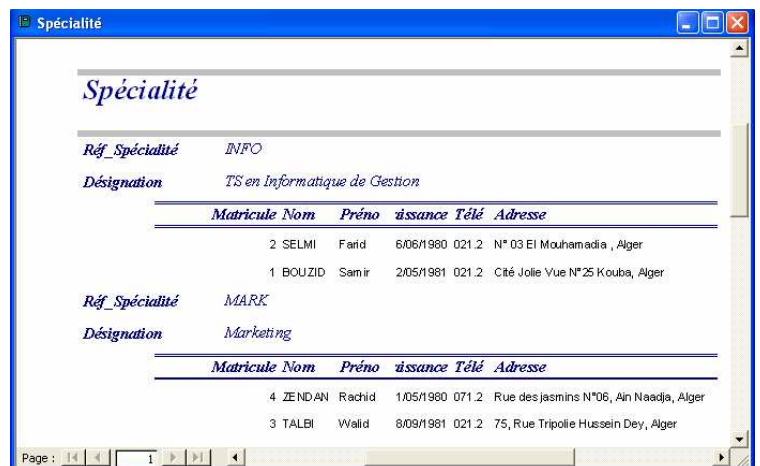 Spécialité
Spécialité
Réf_Spécialité INFO
Désignation TS en Informatique de Gestion
Matricule Nom Préno iissance Télé Adresse
2 SELMI Farid 6/06/1980 021.2 N° 03 El Mouhamadia , Alger
1 BOUZID Samir 2/05/1981 021.2 Cité Jolie Vue N°25 Kouba, Alger
Réf_Spécialité MARK
Désignation Marketing
Matricule Nom Préno iissance Télé Adresse
4 ZENDAN Rachid 1/05/1980 071.2 Rue des jasmins N°06, Ain Naadja, Alger
3 TALBI Walid 8/09/1981 021.2 75, Rue Tripolie Hussein Dey, Alger
Page : 1